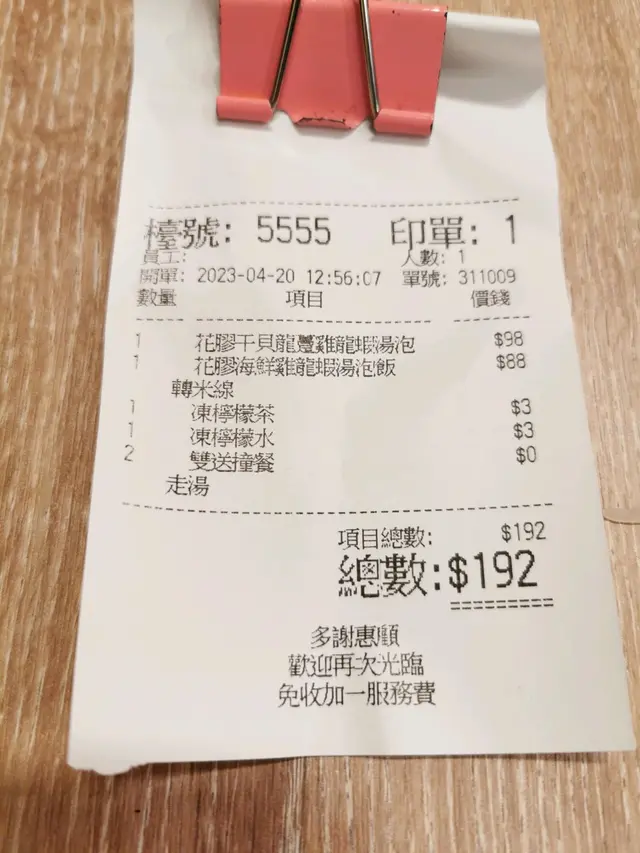 檯號: 5555 印單: 1
員工: 人數: 1
開單: 2023-04-20 12:56:07 單號: 311009
數量 項目 價錢
1 花膠干貝龍躉雞龍蝦湯泡 $98
1 花膠海鮮雞龍蝦湯泡飯 $88
轉米線
1 凍檸檬茶 $3
1 凍檸檬水 $3
2 雙送撞餐 $0
走湯
項目總數: $192
總數: $192
多謝惠顧
歡迎再次光臨
免收加一服務費